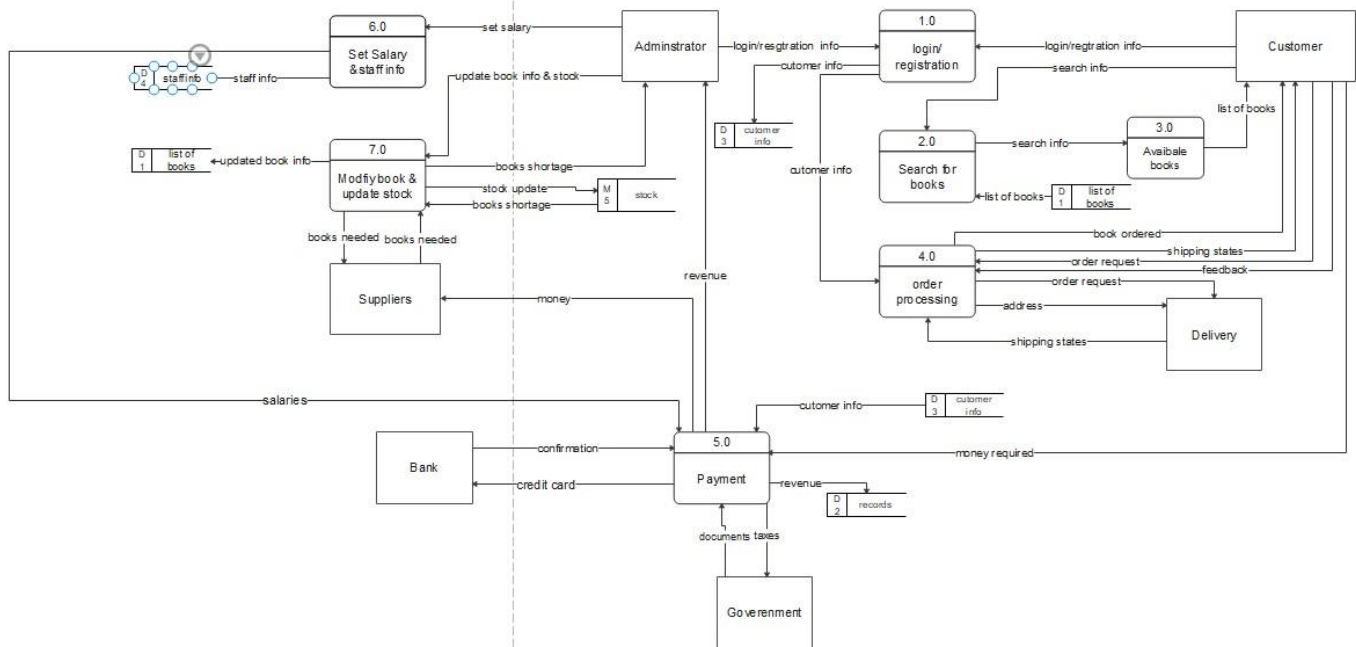 6.0
Set Salary
& staff info
set salary
Adminstrator
login/resgtration info
1.0
login/
registration
login/regtration info
Customer
D
4
staff info
staff info
update book info & stock
cutomer info
search info
list of books
D
3
cutomer
info
cutomer info
2.0
Search for
books
search info
3.0
Avaibale
books
list of books
D
1
list of
books
D
1
list of
books
updated book info
7.0
Modfiy book &
update stock
books shortage
stock update
books shortage
M
5
stock
books needed
books needed
Suppliers
money
revenue
4.0
order
processing
book ordered
shipping states
order request
feedback
order request
address
shipping states
Delivery
salaries
cutomer info
D
3
cutomer
info
Bank
confirmation
credit card
5.0
Payment
money required
revenue
D
2
records
documents
taxes
Goverenment